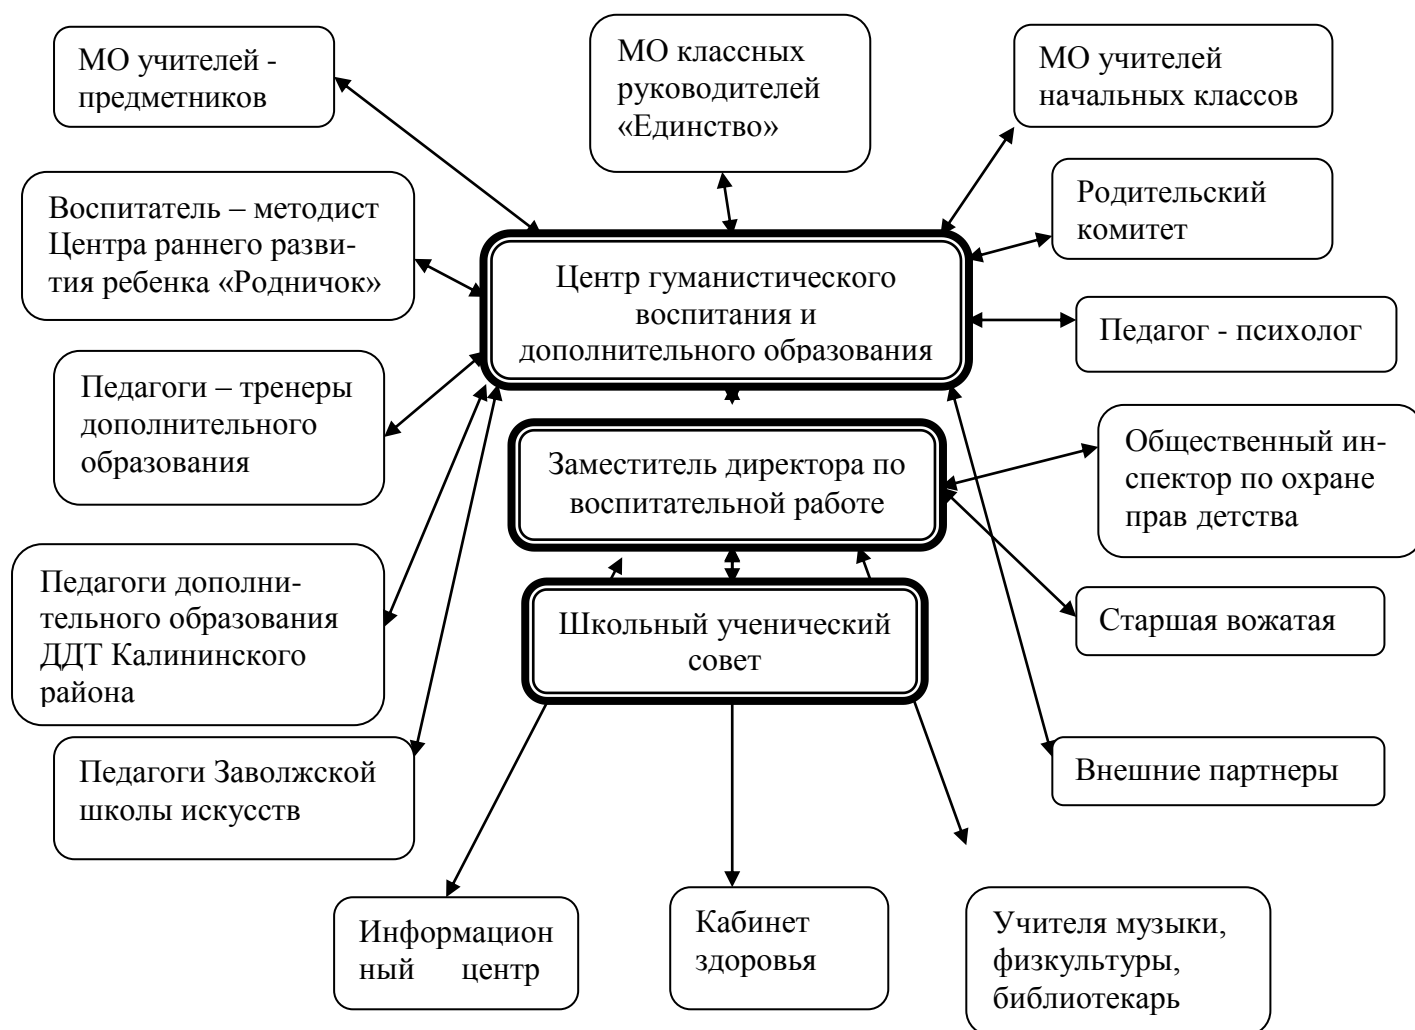 МО учителей -
предметников
МО классных
руководителей
«Единство»
МО учителей
начальных классов
Воспитатель – методист
Центра раннего разви-
тия ребенка «Родничок»
Родительский
комитет
Центр гуманистического
воспитания и
дополнительного образования
Педагог - психолог
Педагоги – тренеры
дополнительного
образования
Заместитель директора по
воспитательной работе
Общественный ин-
спектор по охране
прав детства
Педагоги дополни-
тельного образования
ДДТ Калининского
района
Школьный ученический
совет
Старшая вожатая
Педагоги Заволжской
школы искусств
Внешние партнеры
Информацион
ный центр
Кабинет
здоровья
Учителя музыки,
физкультуры,
библиотекарь